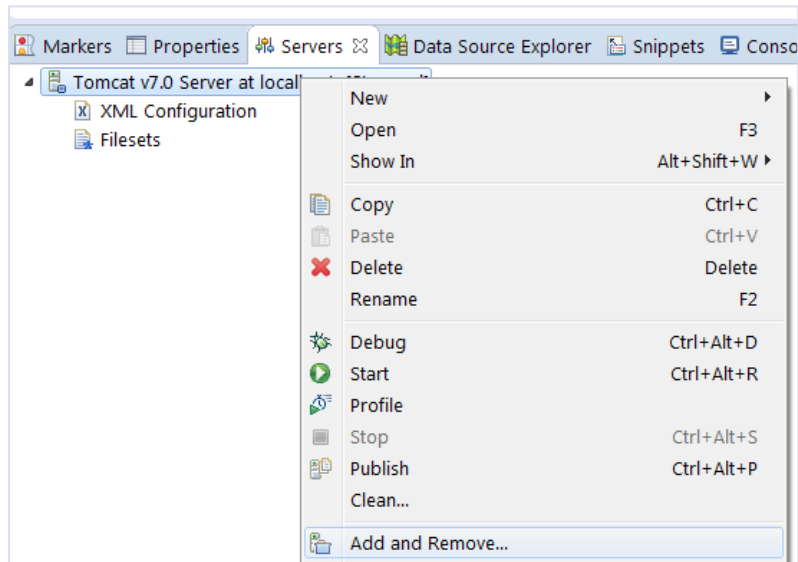 Markers Properties Servers Data Source Explorer Snippets Conso
Tomcat v7.0 Server at local
XML Configuration
Filesets
New
Open F3
Show In Alt+Shift+W
Copy Ctrl+C
Paste Ctrl+V
Delete Delete
Rename F2
Debug Ctrl+Alt+D
Start Ctrl+Alt+R
Profile
Stop Ctrl+Alt+S
Publish Ctrl+Alt+P
Clean...
Add and Remove...